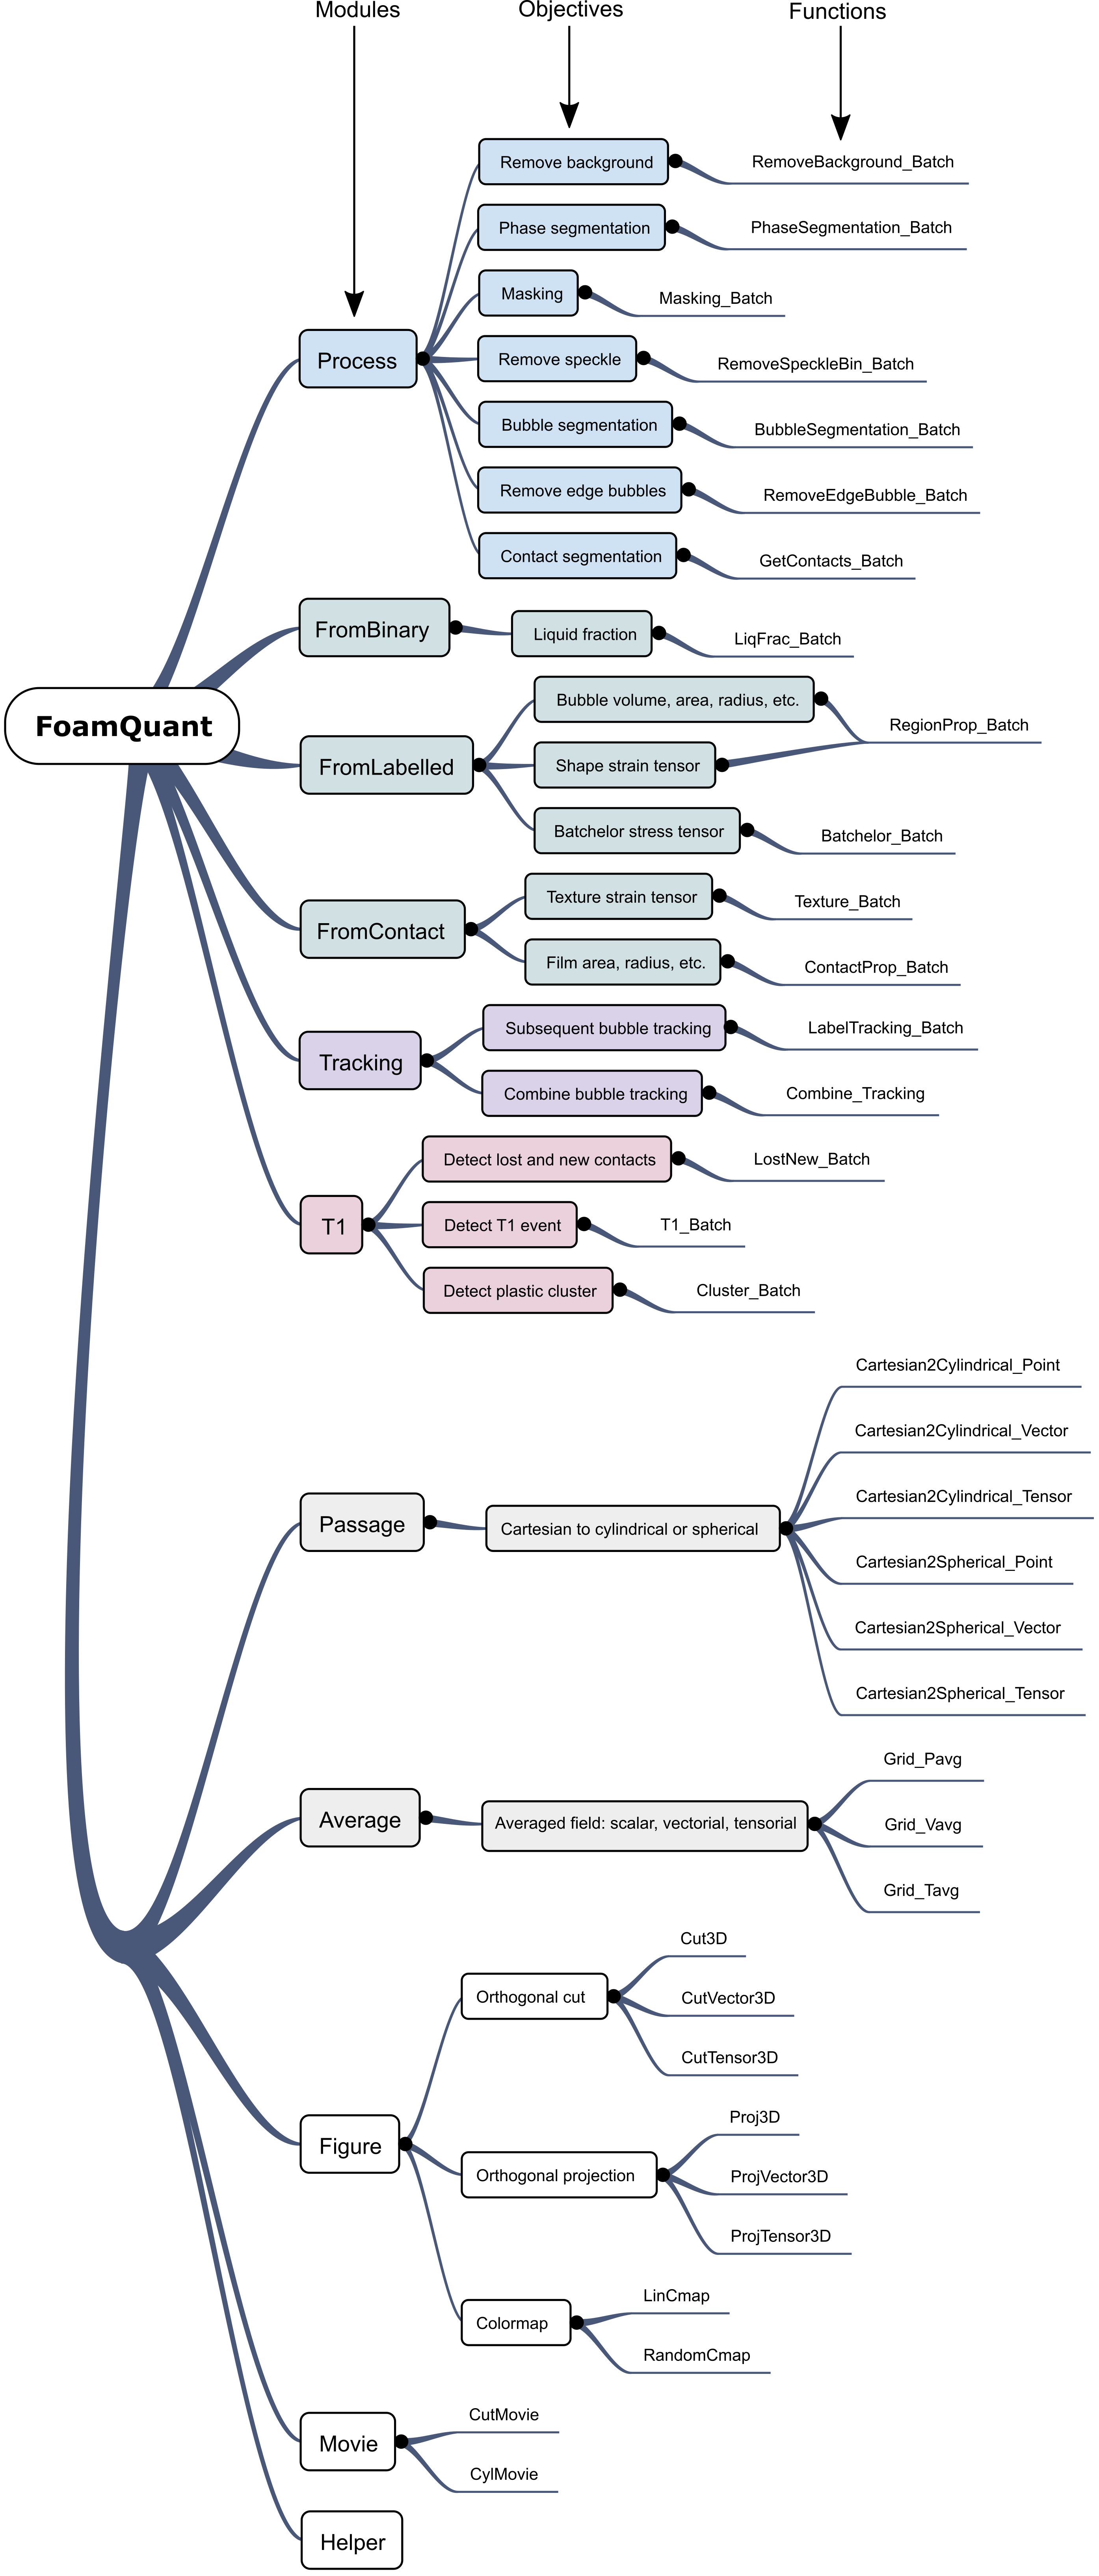 Modules
Objectives
Functions
Remove background
RemoveBackground_Batch
Phase segmentation
PhaseSegmentation_Batch
Masking
Masking_Batch
Process
Remove speckle
RemoveSpeckleBin_Batch
Bubble segmentation
BubbleSegmentation_Batch
Remove edge bubbles
RemoveEdgeBubble_Batch
Contact segmentation
GetContacts_Batch
FromBinary
Liquid fraction
LiqFrac_Batch
FoamQuant
Bubble volume, area, radius, etc.
RegionProp_Batch
FromLabelled
Shape strain tensor
Batchelor stress tensor
Batchelor_Batch
Texture strain tensor
Texture_Batch
FromContact
Film area, radius, etc.
ContactProp_Batch
Subsequent bubble tracking
LabelTracking_Batch
Tracking
Combine bubble tracking
Combine_Tracking
Detect lost and new contacts
LostNew_Batch
T1
Detect T1 event
T1_Batch
Detect plastic cluster
Cluster_Batch
Cartesian2Cylindrical_Point
Cartesian2Cylindrical_Vector
Cartesian2Cylindrical_Tensor
Passage
Cartesian to cylindrical or spherical
Cartesian2Spherical_Point
Cartesian2Spherical_Vector
Cartesian2Spherical_Tensor
Grid_Pavg
Average
Averaged field: scalar, vectorial, tensorial
Grid_Vavg
Grid_Tavg
Cut3D
Orthogonal cut
CutVector3D
CutTensor3D
Proj3D
Figure
Orthogonal projection
ProjVector3D
ProjTensor3D
LinCmap
Colormap
RandomCmap
CutMovie
Movie
CylMovie
Helper